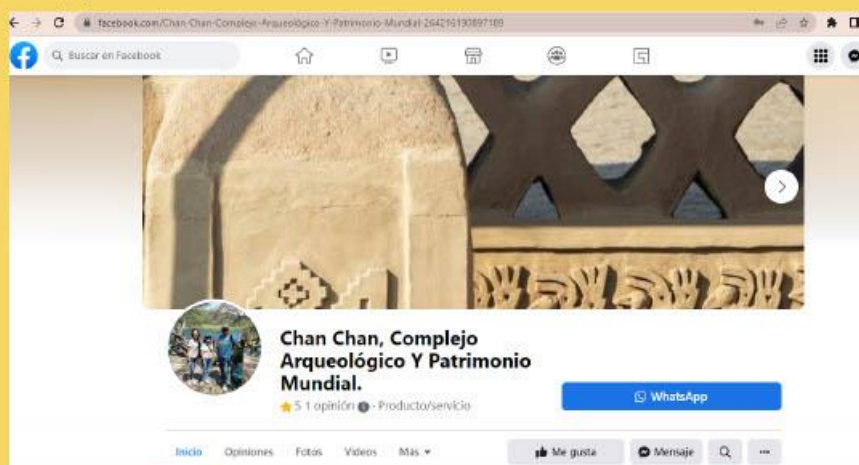 facebook.com/Chan-Chan-Complejo-Arqueológico-Y-Patrimonio-Mundial-264216190897189
Buscar en Facebook
Chan Chan, Complejo
Arqueológico Y Patrimonio
Mundial.
5 1 opinión · Producto/servicio
WhatsApp
Inicio Opiniones Fotos Videos Más Me gusta Mensaje